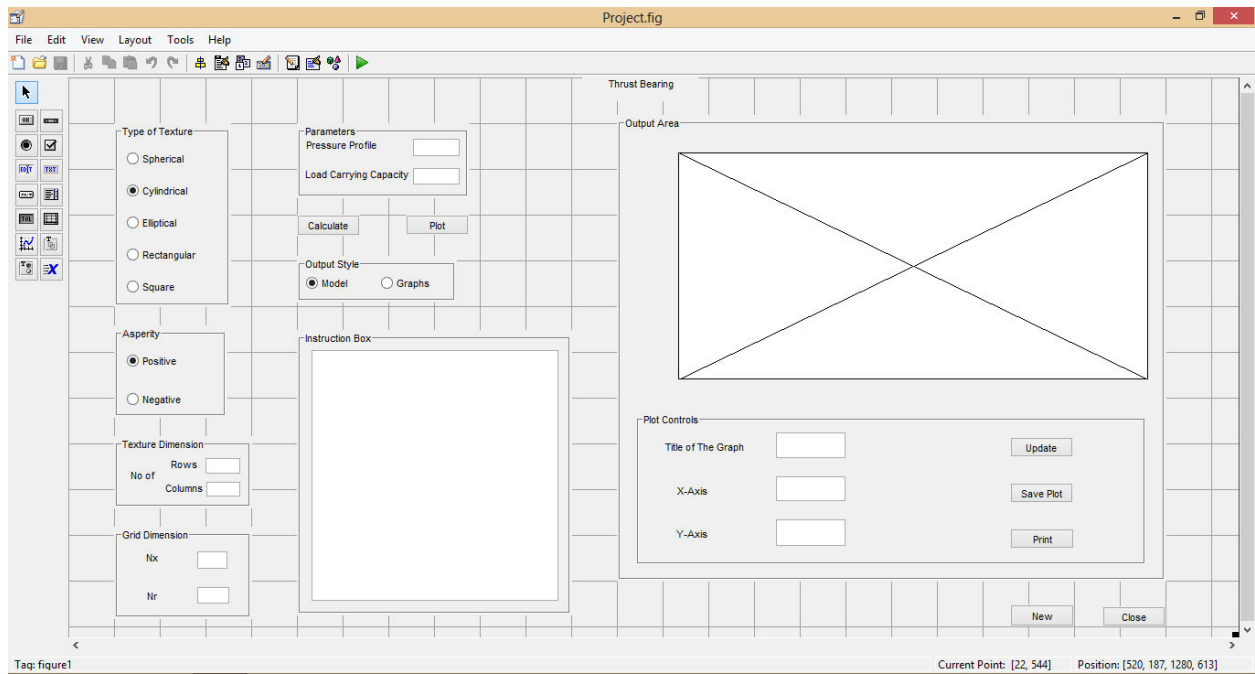 Project.fig
File Edit View Layout Tools Help
Thrust Bearing
Type of Texture
Spherical
Cylindrical
Elliptical
Rectangular
Square
Asperity
Positive
Negative
Texture Dimension
No of
Rows
Columns
Grid Dimension
Nx
Nr
Parameters
Pressure Profile
Load Carrying Capacity
Calculate
Plot
Output Style
Model
Graphs
Instruction Box
Output Area
Plot Controls
Title of The Graph
Update
X-Axis
Save Plot
Y-Axis
Print
New
Close
Tag: figure1
Current Point: [22, 544]
Position: [520, 187, 1280, 613]